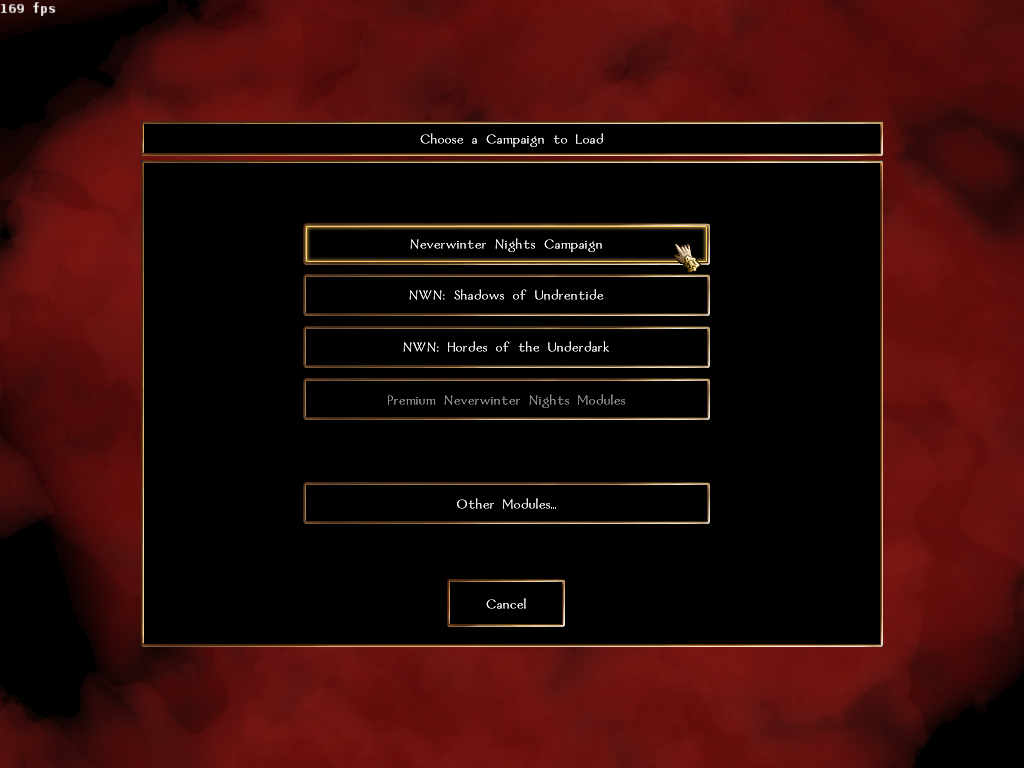 169 fps
Choose a Campaign to Load
Neverwinter Nights Campaign
NWN: Shadows of Undrentide
NWN: Hordes of the Underdark
Premium Neverwinter Nights Modules
Other Modules...
Cancel